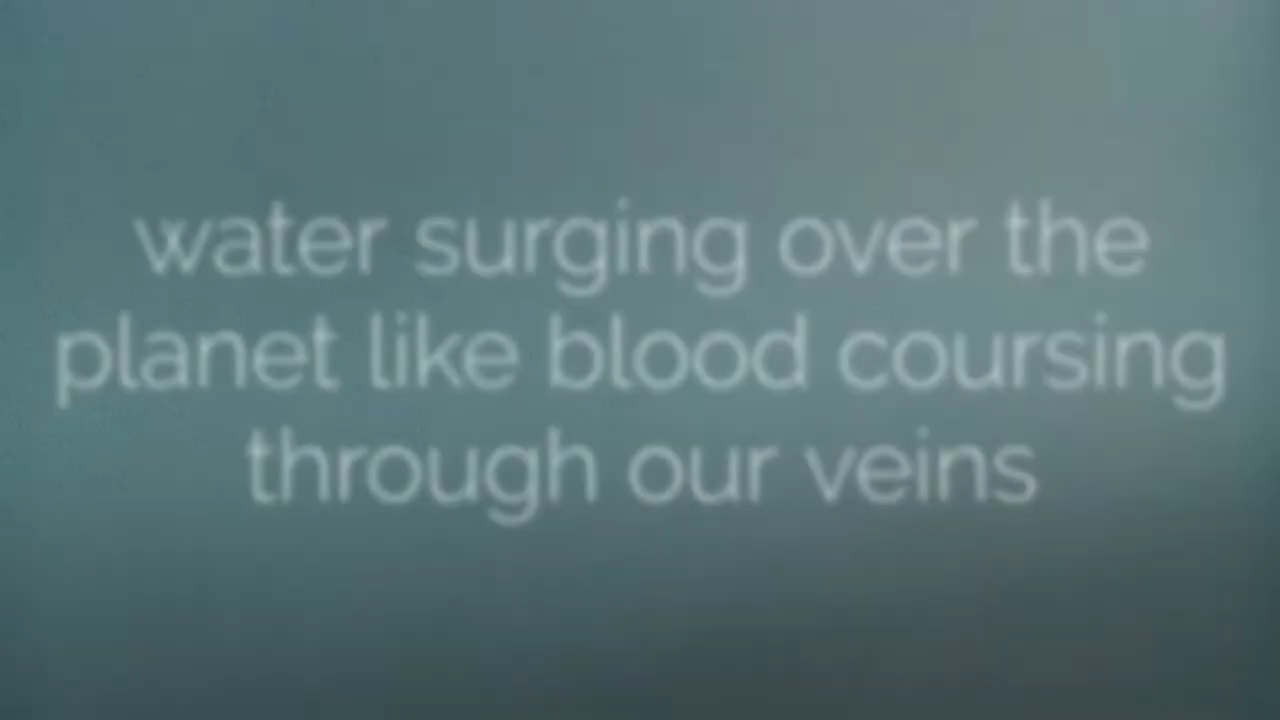 water surging over the
planet like blood coursing
through our veins